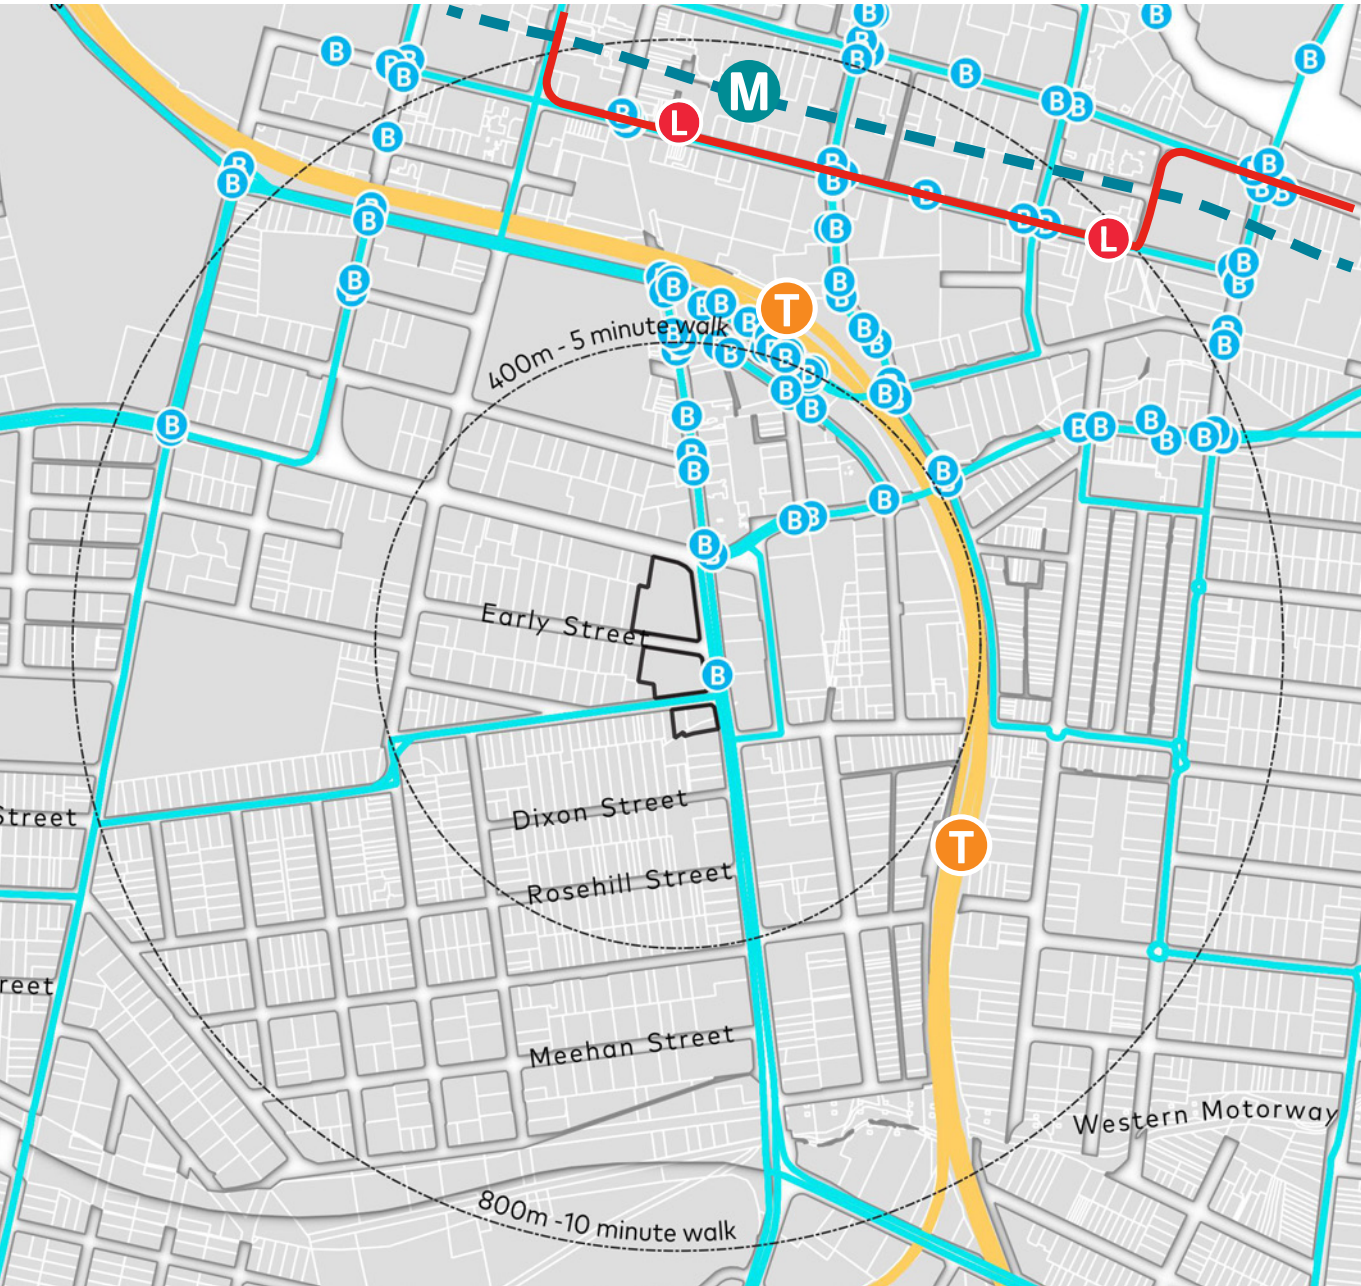 M
L
L
T
400m - 5 minute walk
Early Street
Street
Dixon Street
T
Rosehill Street
reet
Meehan Street
Western Motorway
800m -10 minute walk
B